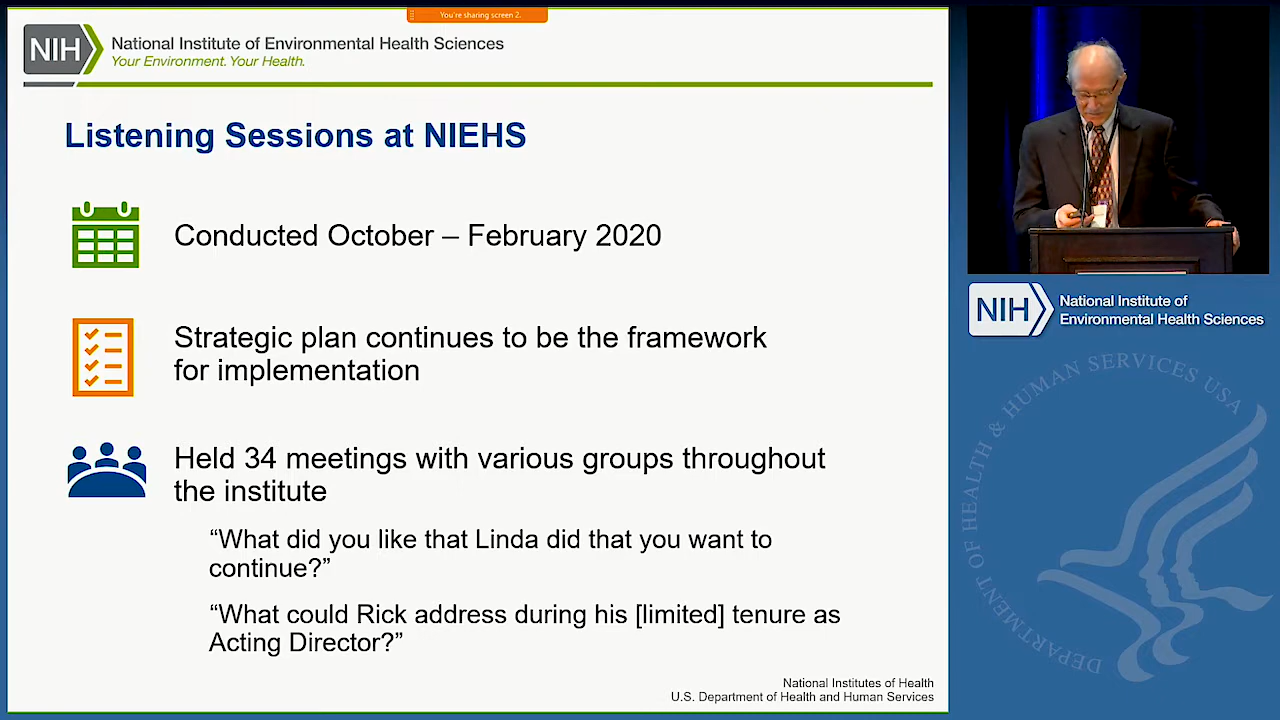 You're sharing screen 2.
NIH
National Institute of Environmental Health Sciences
Your Environment. Your Health.
Listening Sessions at NIEHS
Conducted October – February 2020
Strategic plan continues to be the framework
for implementation
Held 34 meetings with various groups throughout
the institute
“What did you like that Linda did that you want to
continue?”
“What could Rick address during his [limited] tenure as
Acting Director?”
National Institutes of Health
U.S. Department of Health and Human Services
NIH
National Institute of
Environmental Health Sciences
DEPARTMENT OF HEALTH & HUMAN SERVICES USA